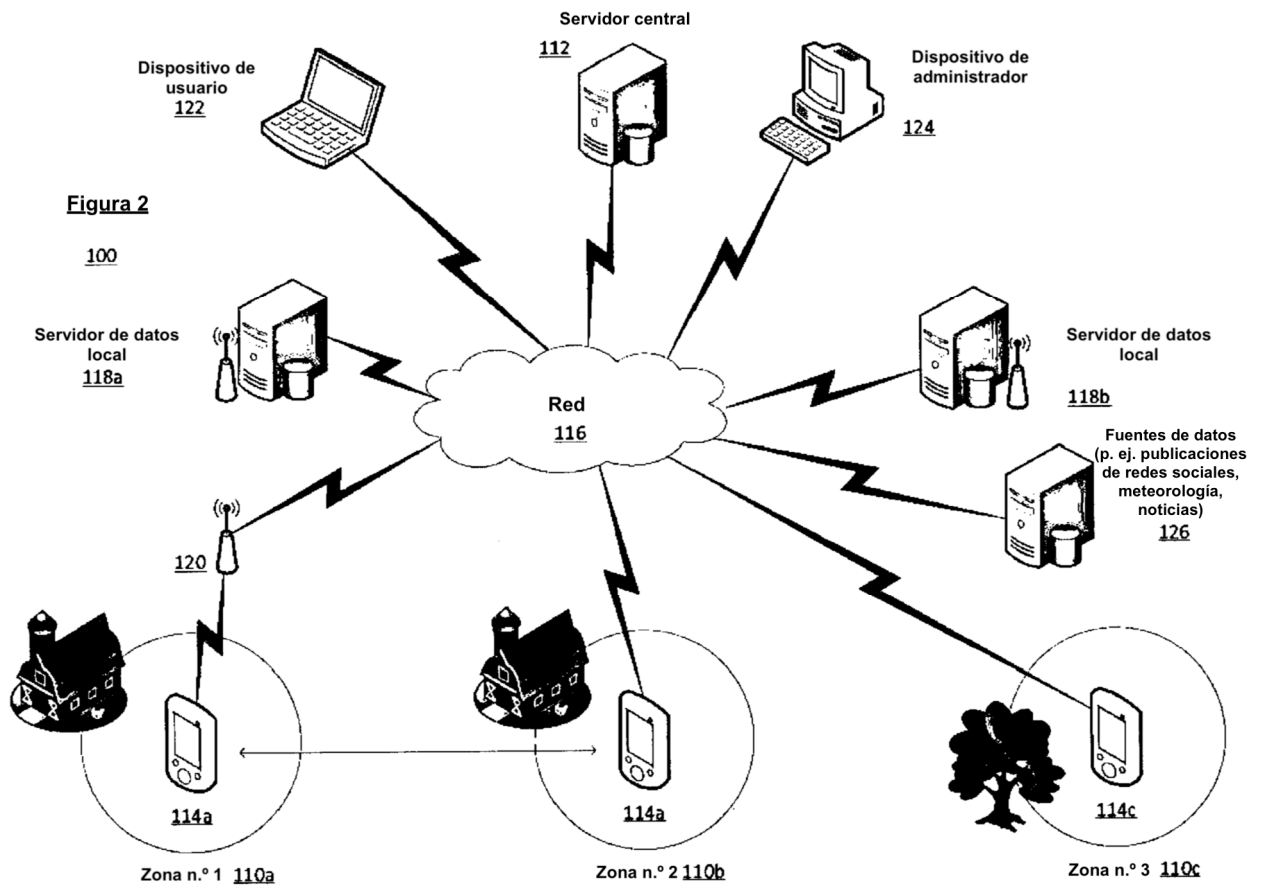 Servidor central
112
Dispositivo de
usuario
122
Dispositivo de
administrador
124
Figura 2
100
Servidor de datos
local
118a
Servidor de datos
local
118b
Red
116
Fuentes de datos
(p. ej. publicaciones
de redes sociales,
meteorología,
noticias)
126
120
114a
114a
114c
Zona n.º 1 110a
Zona n.º 2 110b
Zona n.º 3 110c